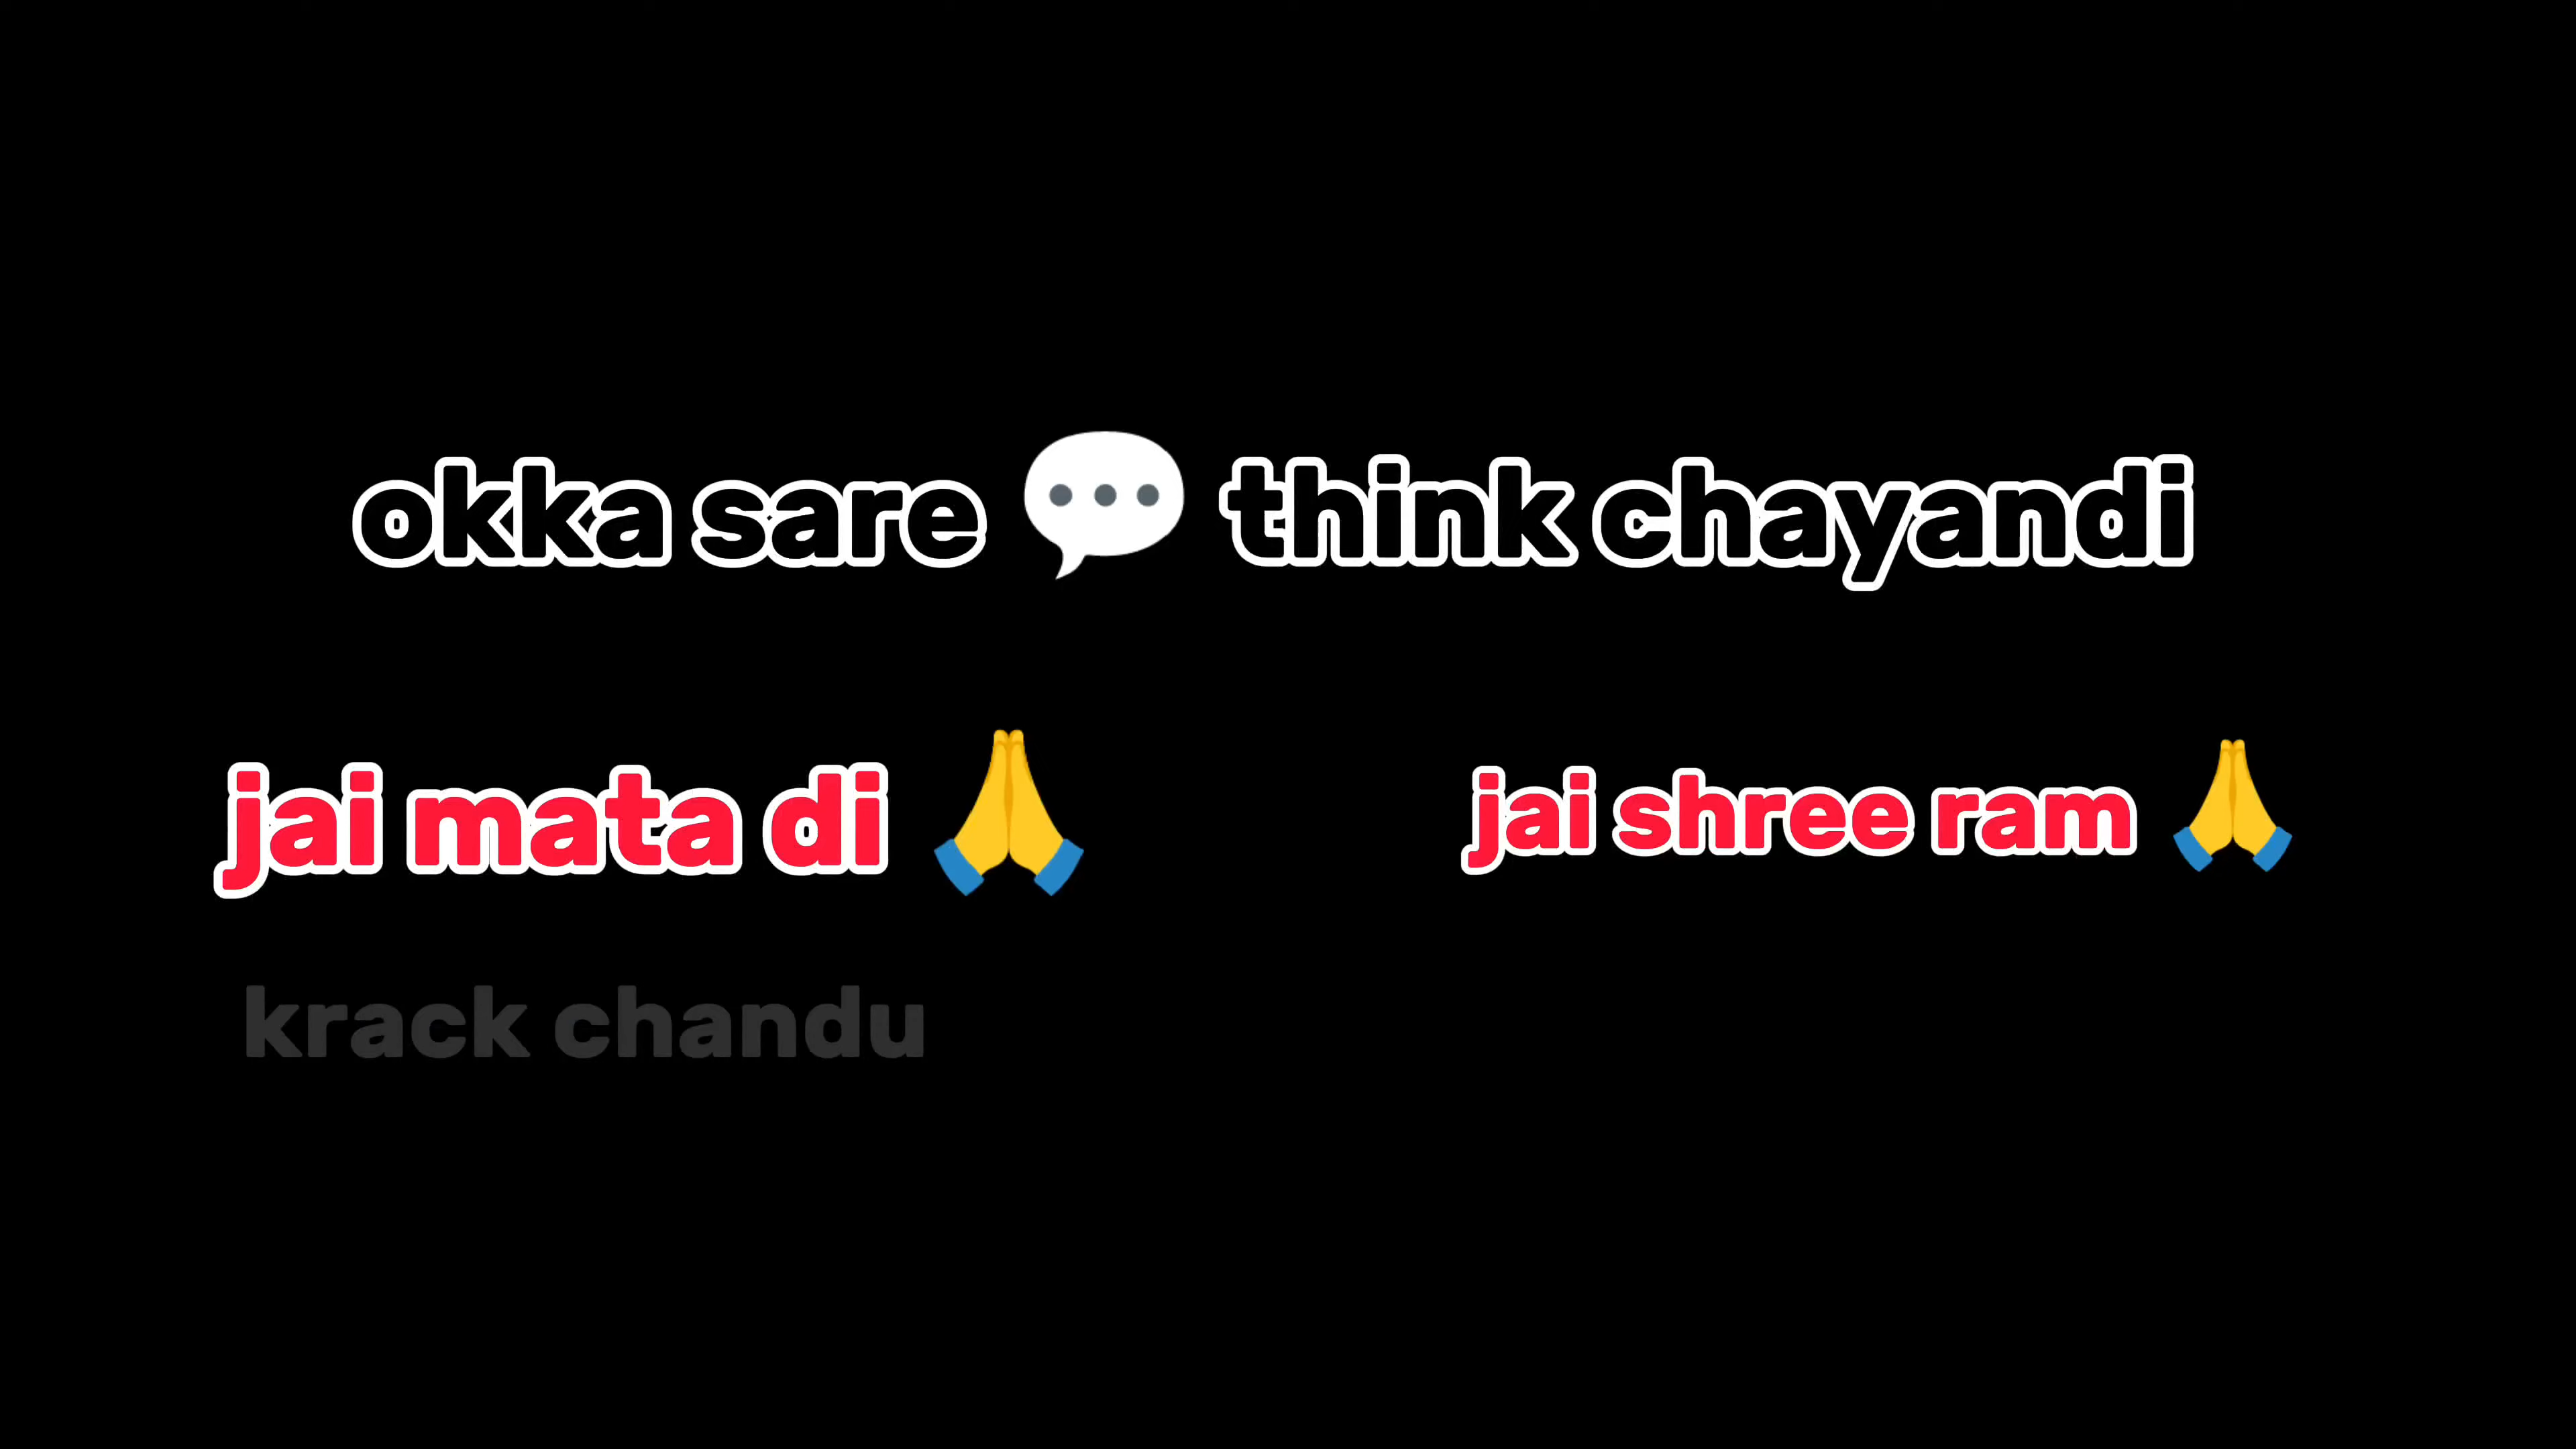 okka sare 💬 think chayandi
jai mata di 🙏
jai shree ram 🙏
krack chandu